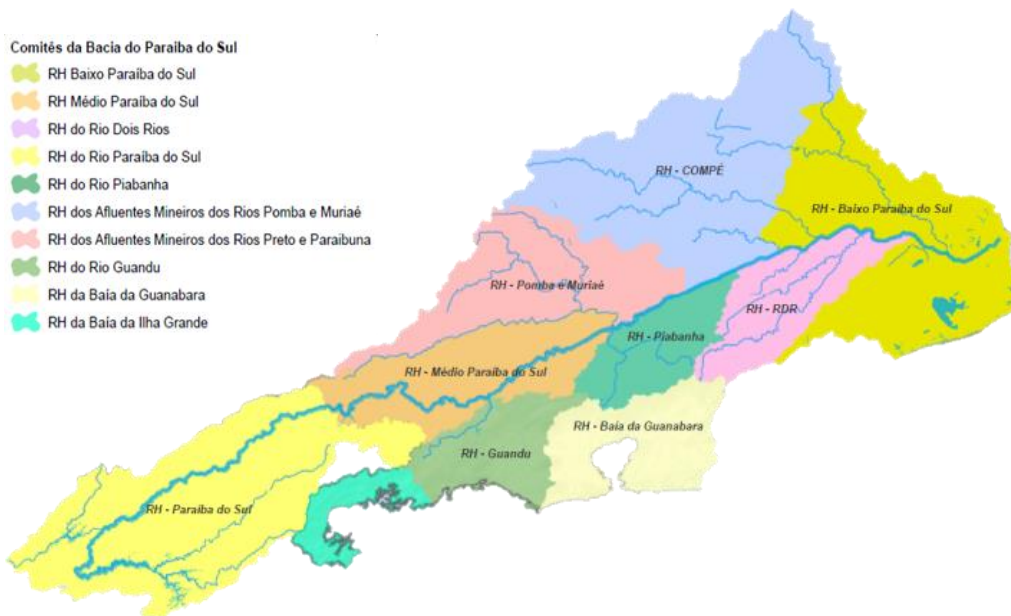 Comitês da Bacia do Paraiba do Sul
RH Baixo Paraíba do Sul
RH Médio Paraíba do Sul
RH do Rio Dois Rios
RH do Rio Paraíba do Sul
RH do Rio Piabanha
RH dos Afluentes Mineiros dos Rios Pomba e Muriaé
RH dos Afluentes Mineiros dos Rios Preto e Paraibuna
RH do Rio Guandu
RH da Baía da Guanabara
RH da Baía da Ilha Grande
RH - COMPÉ
RH - Baixo Paraíba do Sul
RH - Pomba e Muriaé
RH - RDR
RH - Piabanha
RH - Médio Paraíba do Sul
RH - Baía da Guanabara
RH - Guandu
RH - Paraíba do Sul